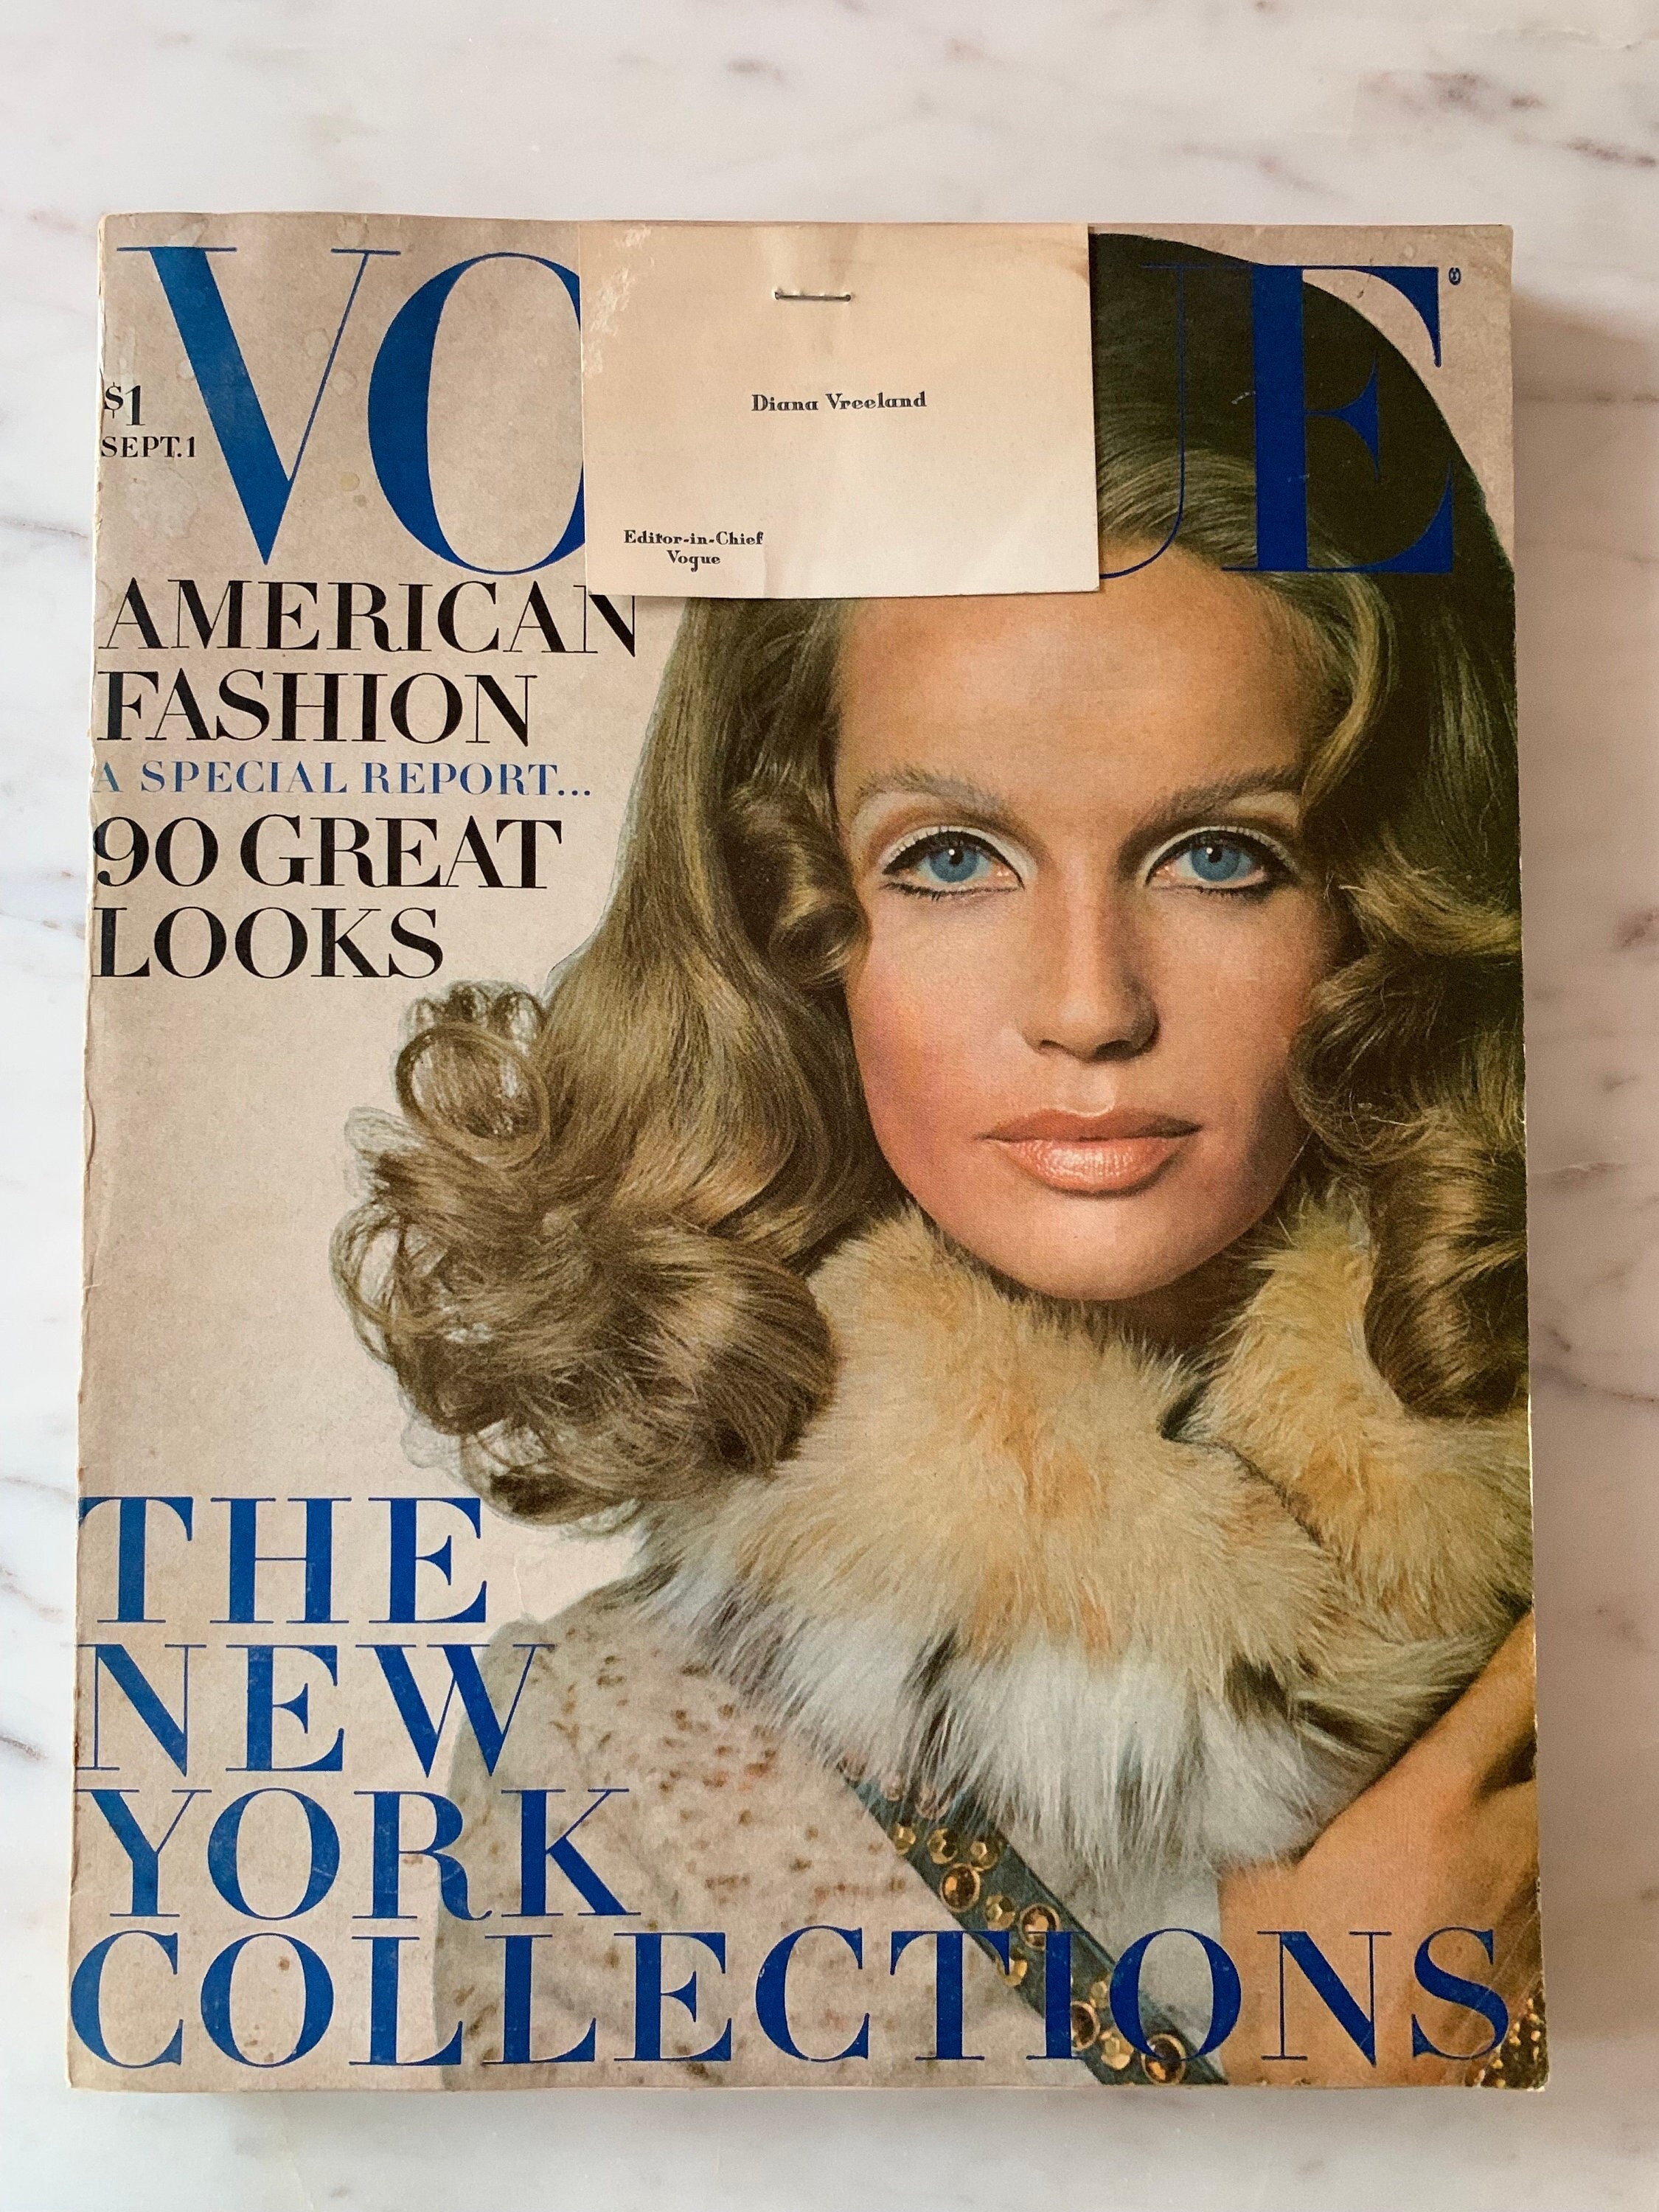 VO UE®
Diana Vreeland
Editor-in-Chief
Vogue
$1
SEPT.1
AMERICAN
FASHION
A SPECIAL REPORT...
90 GREAT
LOOKS
THE
NEW
YORK
COLLECTIONS